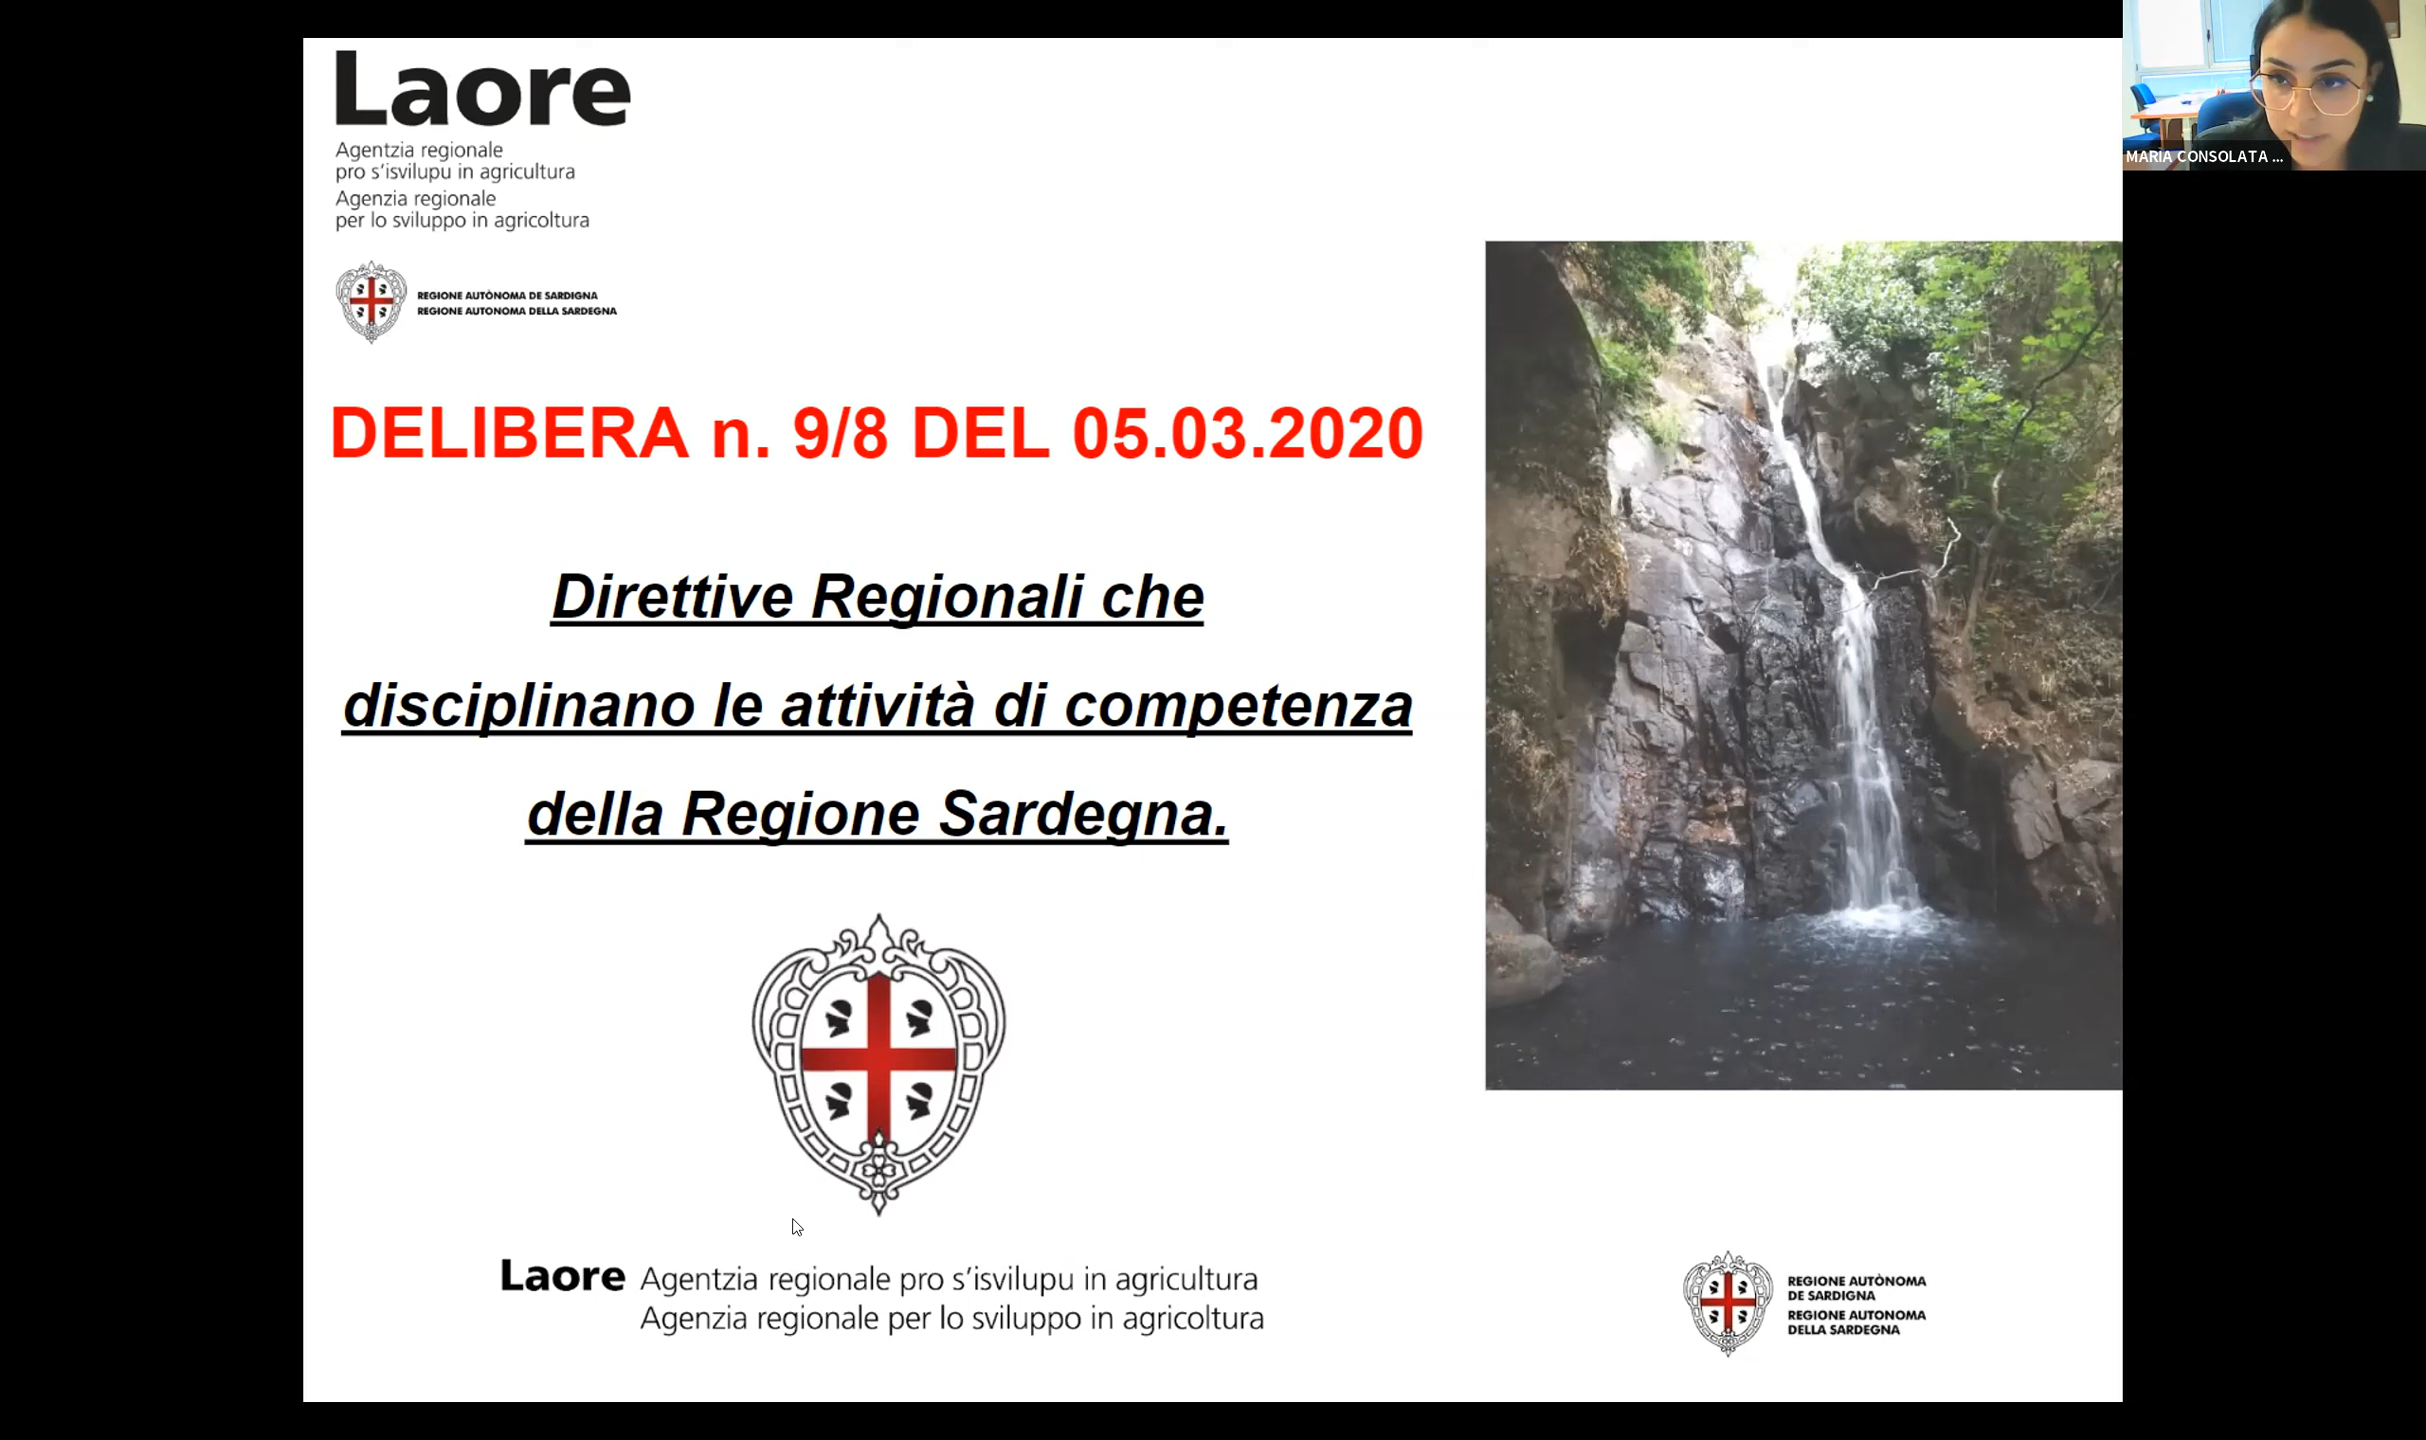 Laore
Agentzia regionale
pro s'isvilupu in agricultura
Agenzia regionale
per lo sviluppo in agricoltura
REGIONE AUTÒNOMA DE SARDIGNA
REGIONE AUTONOMA DELLA SARDEGNA
MARIA CONSOLATA ...
DELIBERA n. 9/8 DEL 05.03.2020
Direttive Regionali che
disciplinano le attività di competenza
della Regione Sardegna.
Laore Agentzia regionale pro s'isvilupu in agricultura
Agenzia regionale per lo sviluppo in agricoltura
REGIONE AUTÒNOMA
DE SARDIGNA
REGIONE AUTONOMA
DELLA SARDEGNA